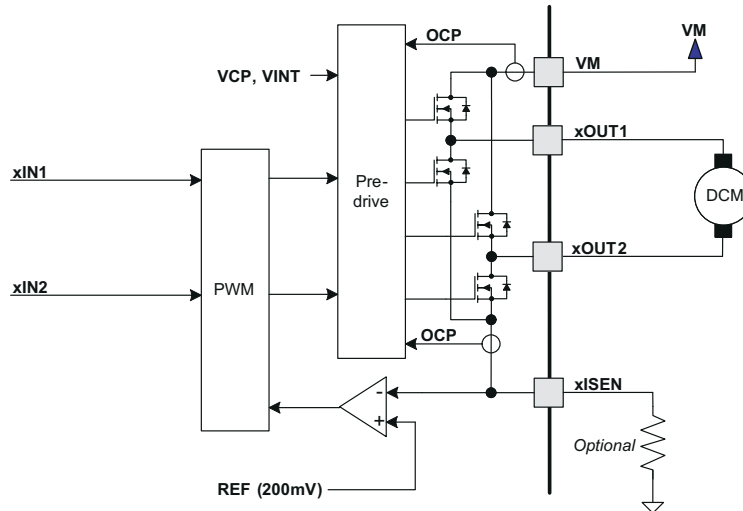 OCP
VM
VM
VCP, VINT
xOUT1
xIN1
Pre-
drive
DCM
xOUT2
xIN2
PWM
OCP
xISEN
-
+
Optional
REF (200mV)